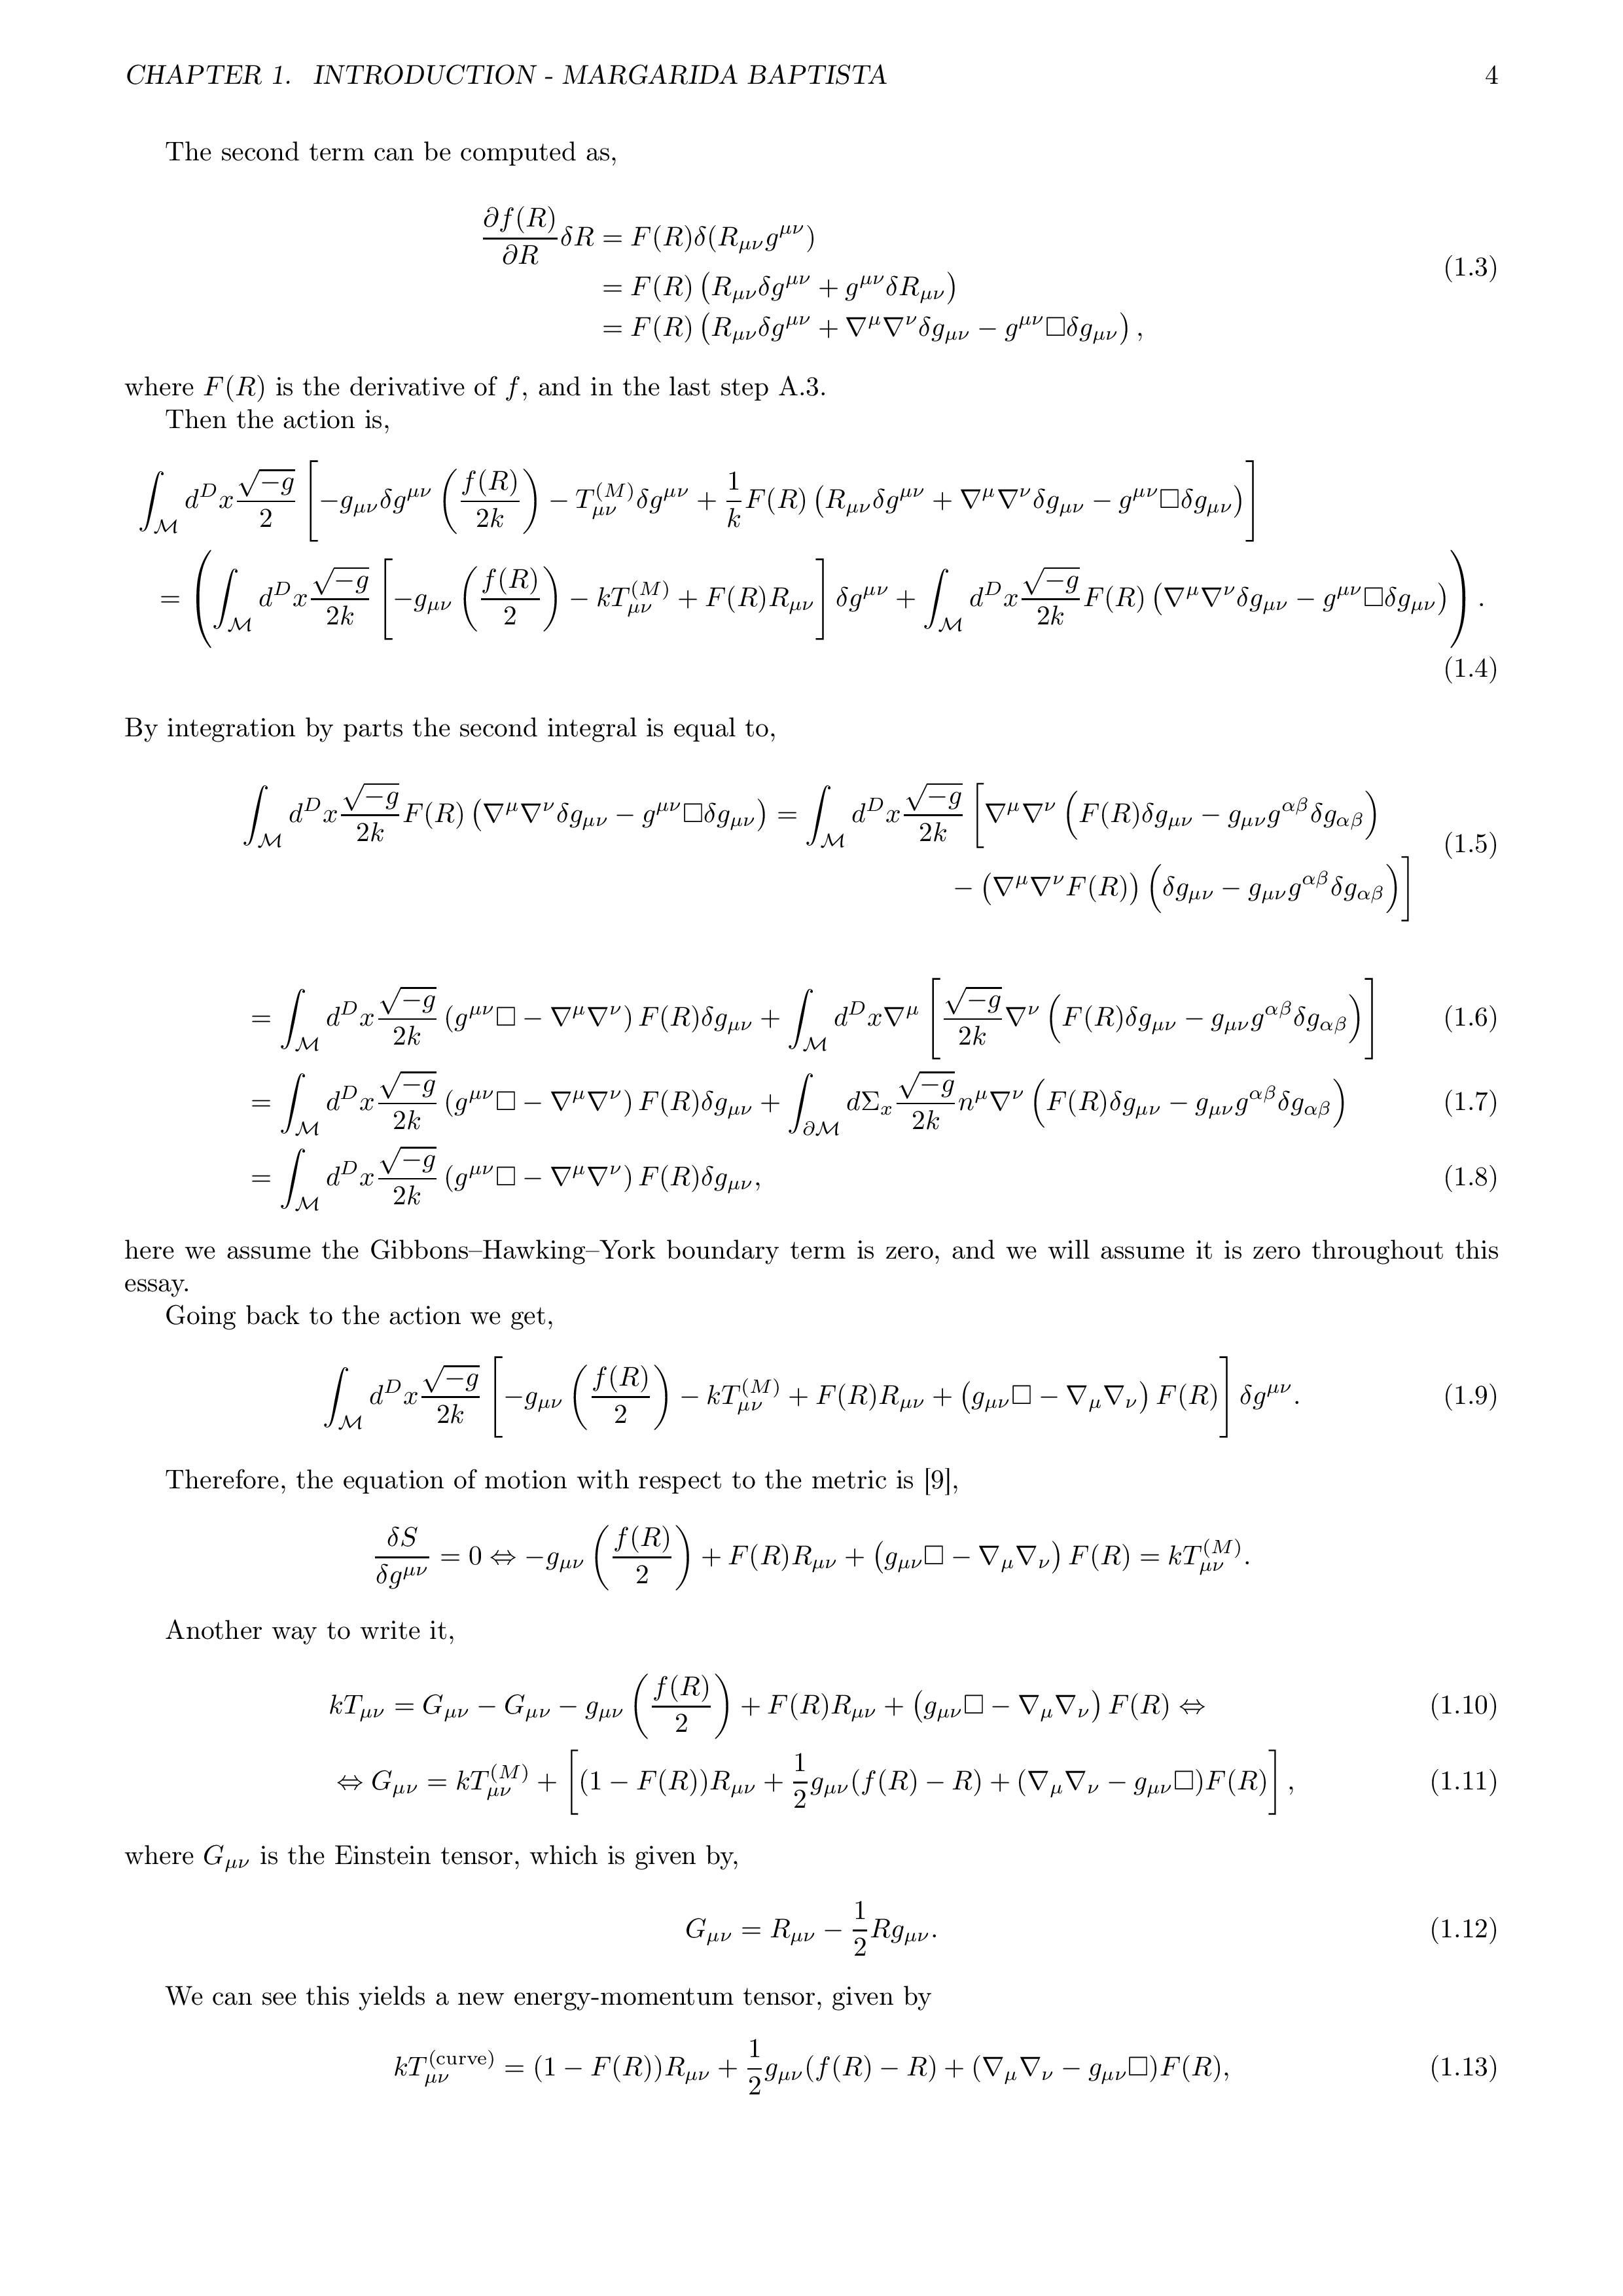 CHAPTER 1. INTRODUCTION - MARGARIDA BAPTISTA 4
The second term can be computed as,
\frac{\partial f(R)}{\partial R}\delta R = F(R)\delta(R_{\mu\nu}g^{\mu\nu})
= F(R)\left(R_{\mu\nu}\delta g^{\mu\nu} + g^{\mu\nu}\delta R_{\mu\nu}\right) (1.3)
= F(R)\left(R_{\mu\nu}\delta g^{\mu\nu} + \nabla^\mu\nabla^\nu\delta g_{\mu\nu} - g^{\mu\nu}\Box\delta g_{\mu\nu}\right),
where F(R) is the derivative of f, and in the last step A.3.
Then the action is,
\int_{\mathcal{M}} d^D x\frac{\sqrt{-g}}{2}\left[-g_{\mu\nu}\delta g^{\mu\nu}\left(\frac{f(R)}{2k}\right) - T^{(M)}_{\mu\nu}\delta g^{\mu\nu} + \frac{1}{k}F(R)\left(R_{\mu\nu}\delta g^{\mu\nu} + \nabla^\mu\nabla^\nu\delta g_{\mu\nu} - g^{\mu\nu}\Box\delta g_{\mu\nu}\right)\right]
= \left(\int_{\mathcal{M}} d^D x\frac{\sqrt{-g}}{2k}\left[-g_{\mu\nu}\left(\frac{f(R)}{2}\right) - kT^{(M)}_{\mu\nu} + F(R)R_{\mu\nu}\right]\delta g^{\mu\nu} + \int_{\mathcal{M}} d^D x\frac{\sqrt{-g}}{2k}F(R)\left(\nabla^\mu\nabla^\nu\delta g_{\mu\nu} - g^{\mu\nu}\Box\delta g_{\mu\nu}\right)\right).
(1.4)
By integration by parts the second integral is equal to,
\int_{\mathcal{M}} d^D x\frac{\sqrt{-g}}{2k}F(R)\left(\nabla^\mu\nabla^\nu\delta g_{\mu\nu} - g^{\mu\nu}\Box\delta g_{\mu\nu}\right) = \int_{\mathcal{M}} d^D x\frac{\sqrt{-g}}{2k}\left[\nabla^\mu\nabla^\nu\left(F(R)\delta g_{\mu\nu} - g_{\mu\nu}g^{\alpha\beta}\delta g_{\alpha\beta}\right)\right. (1.5)
\left. - \left(\nabla^\mu\nabla^\nu F(R)\right)\left(\delta g_{\mu\nu} - g_{\mu\nu}g^{\alpha\beta}\delta g_{\alpha\beta}\right)\right]
= \int_{\mathcal{M}} d^D x\frac{\sqrt{-g}}{2k}\left(g^{\mu\nu}\Box - \nabla^\mu\nabla^\nu\right)F(R)\delta g_{\mu\nu} + \int_{\mathcal{M}} d^D x\nabla^\mu\left[\frac{\sqrt{-g}}{2k}\nabla^\nu\left(F(R)\delta g_{\mu\nu} - g_{\mu\nu}g^{\alpha\beta}\delta g_{\alpha\beta}\right)\right] (1.6)
= \int_{\mathcal{M}} d^D x\frac{\sqrt{-g}}{2k}\left(g^{\mu\nu}\Box - \nabla^\mu\nabla^\nu\right)F(R)\delta g_{\mu\nu} + \int_{\partial\mathcal{M}} d\Sigma_x\frac{\sqrt{-g}}{2k}n^\mu\nabla^\nu\left(F(R)\delta g_{\mu\nu} - g_{\mu\nu}g^{\alpha\beta}\delta g_{\alpha\beta}\right) (1.7)
= \int_{\mathcal{M}} d^D x\frac{\sqrt{-g}}{2k}\left(g^{\mu\nu}\Box - \nabla^\mu\nabla^\nu\right)F(R)\delta g_{\mu\nu}, (1.8)
here we assume the Gibbons–Hawking–York boundary term is zero, and we will assume it is zero throughout this
essay.
Going back to the action we get,
\int_{\mathcal{M}} d^D x\frac{\sqrt{-g}}{2k}\left[-g_{\mu\nu}\left(\frac{f(R)}{2}\right) - kT^{(M)}_{\mu\nu} + F(R)R_{\mu\nu} + \left(g_{\mu\nu}\Box - \nabla_\mu\nabla_\nu\right)F(R)\right]\delta g^{\mu\nu}. (1.9)
Therefore, the equation of motion with respect to the metric is [9],
\frac{\delta S}{\delta g^{\mu\nu}} = 0 \Leftrightarrow -g_{\mu\nu}\left(\frac{f(R)}{2}\right) + F(R)R_{\mu\nu} + \left(g_{\mu\nu}\Box - \nabla_\mu\nabla_\nu\right)F(R) = kT^{(M)}_{\mu\nu}.
Another way to write it,
kT_{\mu\nu} = G_{\mu\nu} - G_{\mu\nu} - g_{\mu\nu}\left(\frac{f(R)}{2}\right) + F(R)R_{\mu\nu} + \left(g_{\mu\nu}\Box - \nabla_\mu\nabla_\nu\right)F(R) \Leftrightarrow (1.10)
\Leftrightarrow G_{\mu\nu} = kT^{(M)}_{\mu\nu} + \left[(1 - F(R))R_{\mu\nu} + \frac{1}{2}g_{\mu\nu}(f(R) - R) + (\nabla_\mu\nabla_\nu - g_{\mu\nu}\Box)F(R)\right], (1.11)
where G_{\mu\nu} is the Einstein tensor, which is given by,
G_{\mu\nu} = R_{\mu\nu} - \frac{1}{2}Rg_{\mu\nu}. (1.12)
We can see this yields a new energy-momentum tensor, given by
kT^{(\text{curve})}_{\mu\nu} = (1 - F(R))R_{\mu\nu} + \frac{1}{2}g_{\mu\nu}(f(R) - R) + (\nabla_\mu\nabla_\nu - g_{\mu\nu}\Box)F(R), (1.13)